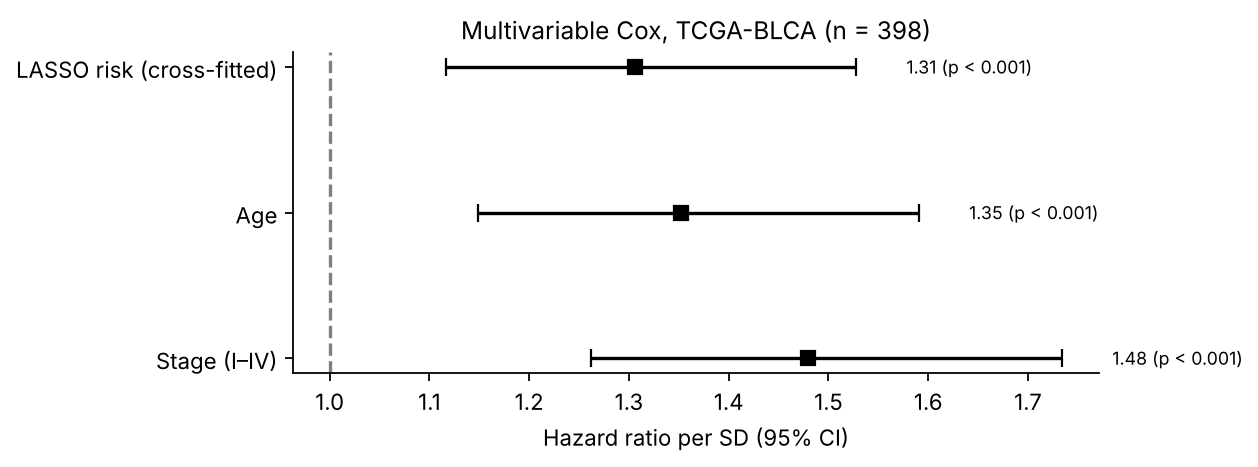 Multivariable Cox, TCGA-BLCA (n = 398)
LASSO risk (cross-fitted)
1.31 (p < 0.001)
Age
1.35 (p < 0.001)
Stage (I–IV)
1.48 (p < 0.001)
1.0 1.1 1.2 1.3 1.4 1.5 1.6 1.7
Hazard ratio per SD (95% CI)